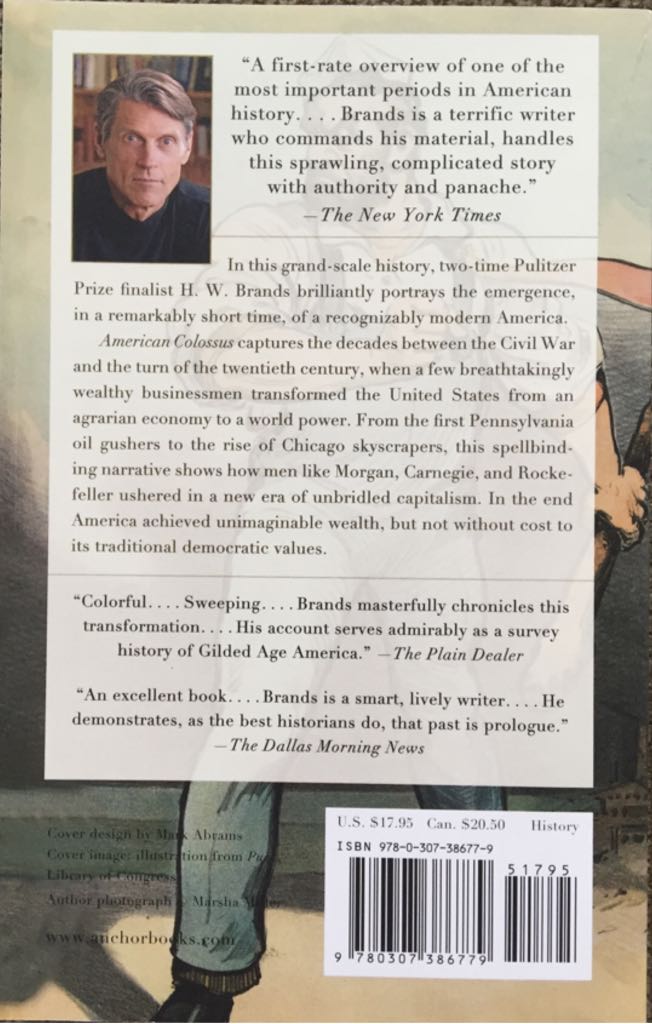 “A first-rate overview of one of the
most important periods in American
history. . . . Brands is a terrific writer
who commands his material, handles
this sprawling, complicated story
with authority and panache.”
—The New York Times
In this grand-scale history, two-time Pulitzer
Prize finalist H. W. Brands brilliantly portrays the emergence,
in a remarkably short time, of a recognizably modern America.
American Colossus captures the decades between the Civil War
and the turn of the twentieth century, when a few breathtakingly
wealthy businessmen transformed the United States from an
agrarian economy to a world power. From the first Pennsylvania
oil gushers to the rise of Chicago skyscrapers, this spellbind-
ing narrative shows how men like Morgan, Carnegie, and Rocke-
feller ushered in a new era of unbridled capitalism. In the end
America achieved unimaginable wealth, but not without cost to
its traditional democratic values.
“Colorful. . . . Sweeping. . . . Brands masterfully chronicles this
transformation. . . . His account serves admirably as a survey
history of Gilded Age America.” —The Plain Dealer
“An excellent book. . . . Brands is a smart, lively writer. . . . He
demonstrates, as the best historians do, that past is prologue.”
—The Dallas Morning News
Cover design by Mark Abrams
Cover image: illustration from
Library of Congress
Author photograph Marsha
www.anchorbooks.com
U.S. $17.95 Can. $20.50 History
ISBN 978-0-307-38677-9
51795
9 780307 386779